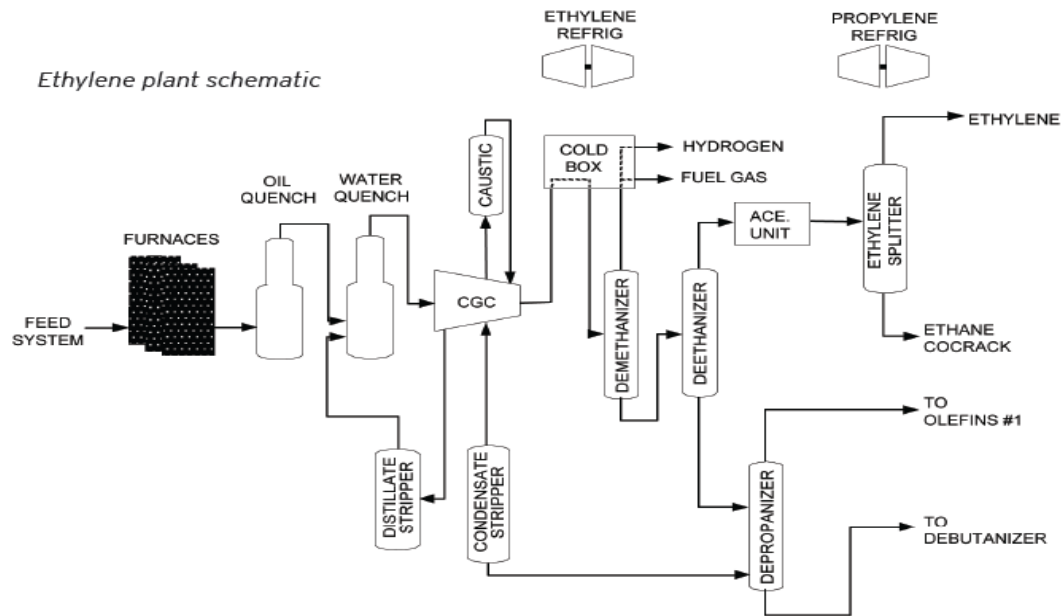 ETHYLENE
REFRIG
PROPYLENE
REFRIG
Ethylene plant schematic
ETHYLENE
COLD
BOX
HYDROGEN
FUEL GAS
CAUSTIC
OIL
QUENCH
WATER
QUENCH
ACE.
UNIT
ETHYLENE
SPLITTER
FURNACES
CGC
FEED
SYSTEM
DEMETHANIZER
DEETHANIZER
ETHANE
COCRACK
TO
OLEFINS #1
DISTILLATE
STRIPPER
CONDENSATE
STRIPPER
DEPROPANIZER
TO
DEBUTANIZER